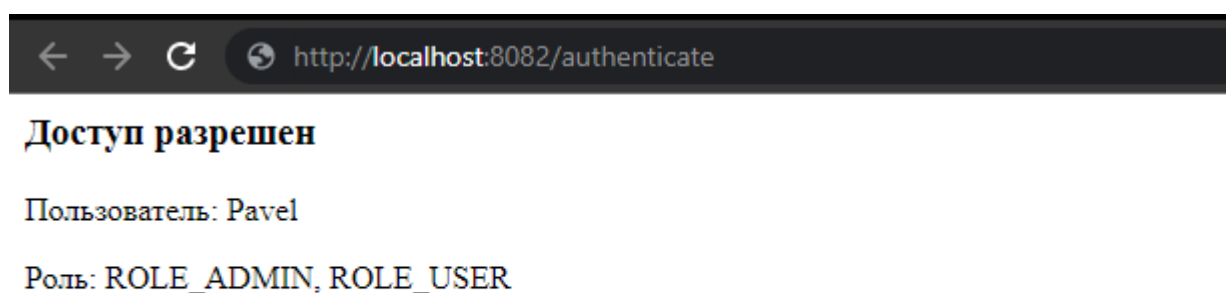 http://localhost:8082/authenticate
Доступ разрешен
Пользователь: Pavel
Роль: ROLE_ADMIN, ROLE_USER